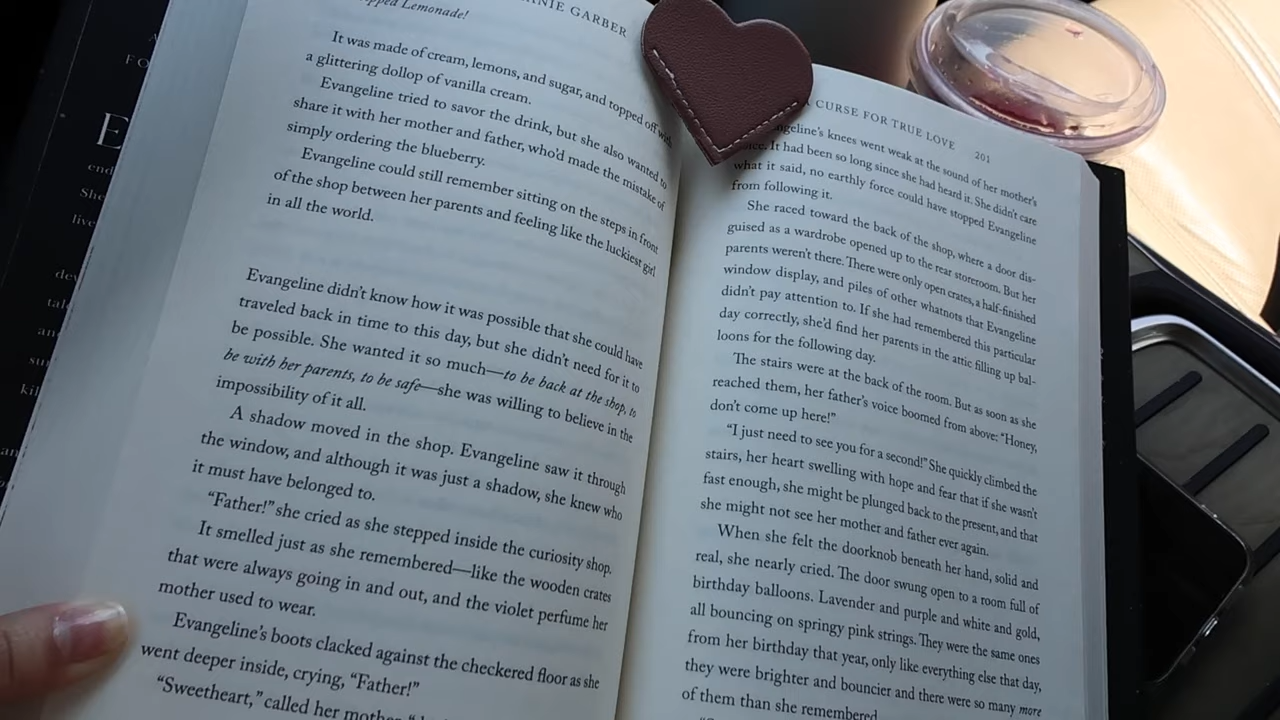 pped Lemonade!
ANIE GARBER
It was made of cream, lemons, and sugar, and topped off with
a glittering dollop of vanilla cream.
Evangeline tried to savor the drink, but she also wanted to
share it with her mother and father, who'd made the mistake of
simply ordering the blueberry.
Evangeline could still remember sitting on the steps in front
of the shop between her parents and feeling like the luckiest girl
in all the world.
Evangeline didn't know how it was possible that she could have
traveled back in time to this day, but she didn't need for it to
be possible. She wanted it so much—to be back at the shop, to
be with her parents, to be safe—she was willing to believe in the
impossibility of it all.
A shadow moved in the shop. Evangeline saw it through
the window, and although it was just a shadow, she knew who
it must have belonged to.
"Father!" she cried as she stepped inside the curiosity shop.
It smelled just as she remembered—like the wooden crates
that were always going in and out, and the violet perfume her
mother used to wear.
Evangeline's boots clacked against the checkered floor as she
went deeper inside, crying, "Father!"
"Sweetheart," called her mother,
CURSE FOR TRUE LOVE 201
ngeline's knees went weak at the sound of her mother's
oice. It had been so long since she had heard it. She didn't care
what it said, no earthly force could have stopped Evangeline
from following it.
She raced toward the back of the shop, where a door dis-
guised as a wardrobe opened up to the rear storeroom. But her
parents weren't there. There were only open crates, a half-finished
window display, and piles of other whatnots that Evangeline
didn't pay attention to. If she had remembered this particular
day correctly, she'd find her parents in the attic filling up bal-
loons for the following day.
The stairs were at the back of the room. But as soon as she
reached them, her father's voice boomed from above: "Honey,
don't come up here!"
"I just need to see you for a second!" She quickly climbed the
stairs, her heart swelling with hope and fear that if she wasn't
fast enough, she might be plunged back to the present, and that
she might not see her mother and father ever again.
When she felt the doorknob beneath her hand, solid and
real, she nearly cried. The door swung open to a room full of
birthday balloons. Lavender and purple and white and gold,
all bouncing on springy pink strings. They were the same ones
from her birthday that year, only like everything else that day,
they were brighter and bouncier and there were so many more
of them than she remembered.